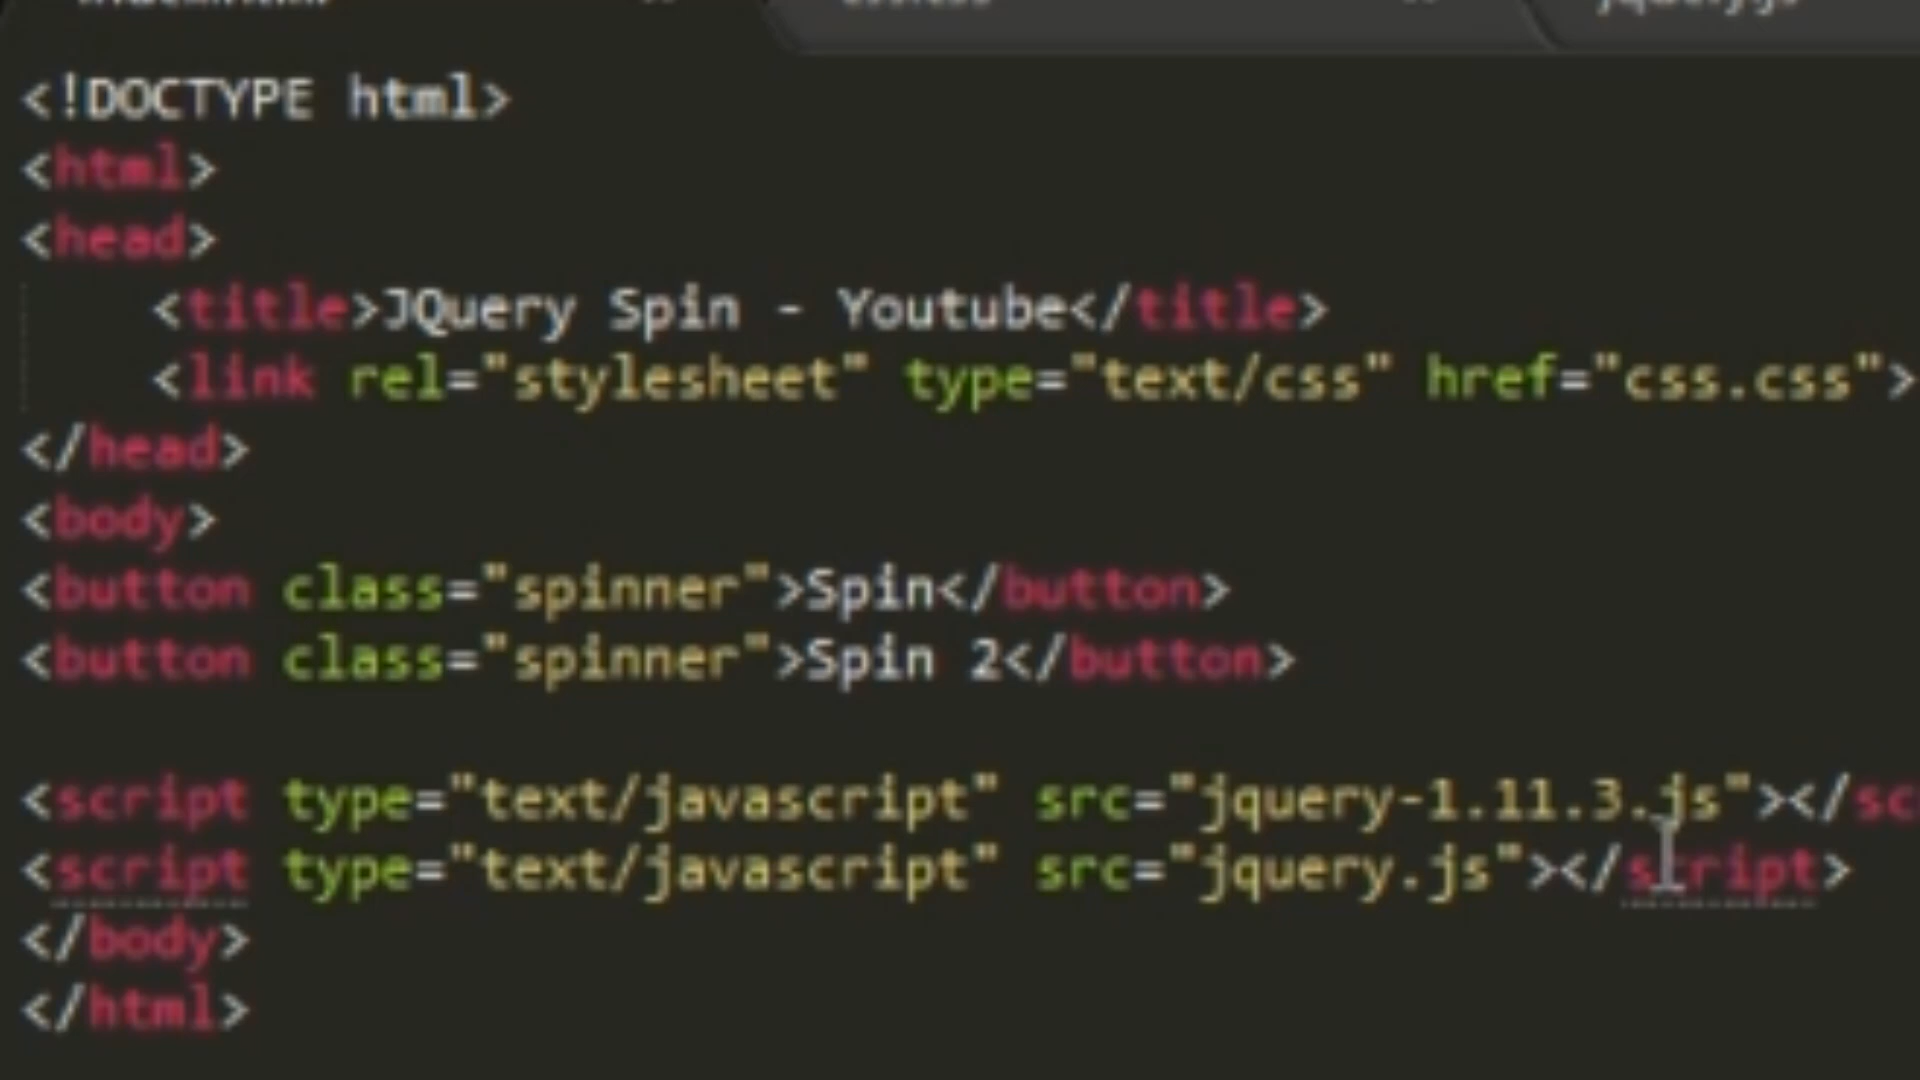 <!DOCTYPE html>
<html>
<head>
<title>JQuery Spin - Youtube</title>
<link rel="stylesheet" type="text/css" href="css.css">
</head>
<body>
<button class="spinner">Spin</button>
<button class="spinner">Spin 2</button>
<script type="text/javascript" src="jquery-1.11.3.js"></sc
<script type="text/javascript" src="jquery.js"></script>
</body>
</html>